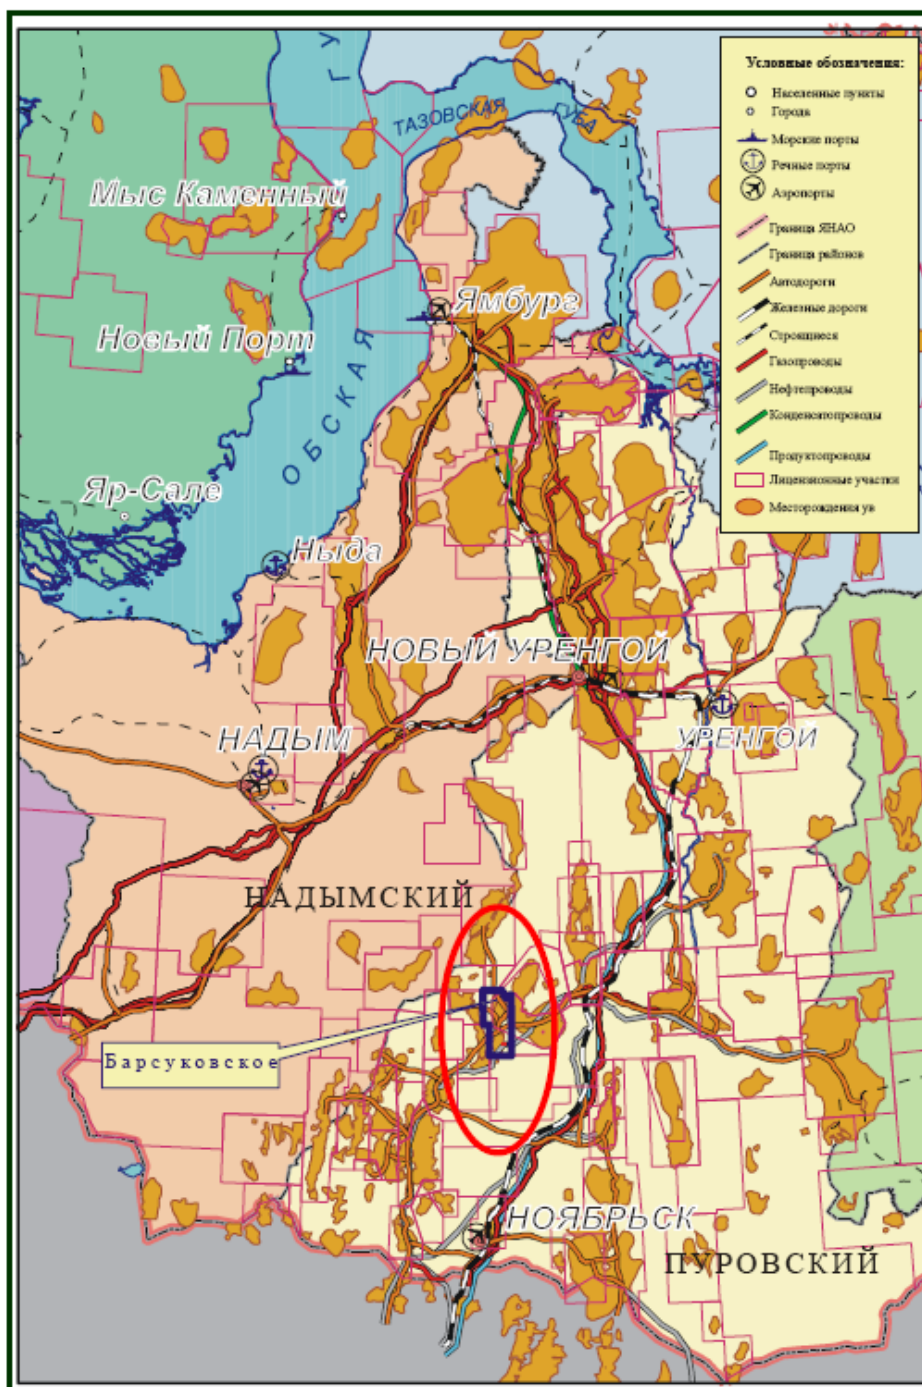 Условные обозначения:
Населенные пункты
Города
Морские порты
Речные порты
Аэропорты
Граница ЯНАО
Граница районов
Автодороги
Железные дороги
Строящиеся
Газопроводы
Нефтепроводы
Конденсатопроводы
Продуктопроводы
Лицензионные участки
Месторождения ув
ГУ
ТАЗОВСКАЯ
ГУБА
Мыс Каменный
Ямбург
Новый Порт
ОБСКАЯ
Яр-Сале
Ныда
НОВЫЙ УРЕНГОЙ
НАДЫМ
УРЕНГОЙ
НАДЫМСКИЙ
Барсуковское
НОЯБРЬСК
ПУРОВСКИЙ